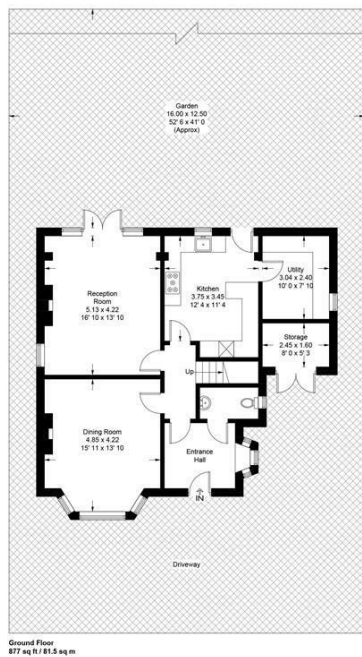 Garden
16.00 x 12.50
52' 6 x 41' 0
(Approx)
Reception
Room
5.13 x 4.22
16' 10 x 13' 10
Kitchen
3.75 x 3.45
12' 4 x 11' 4
Utility
3.04 x 2.40
10' 0 x 7' 10
Storage
2.45 x 1.60
8' 0 x 5' 3
Up
Dining Room
4.85 x 4.22
15' 11 x 13' 10
Entrance
Hall
IN
Driveway
Ground Floor
877 sq ft / 81.5 sq m